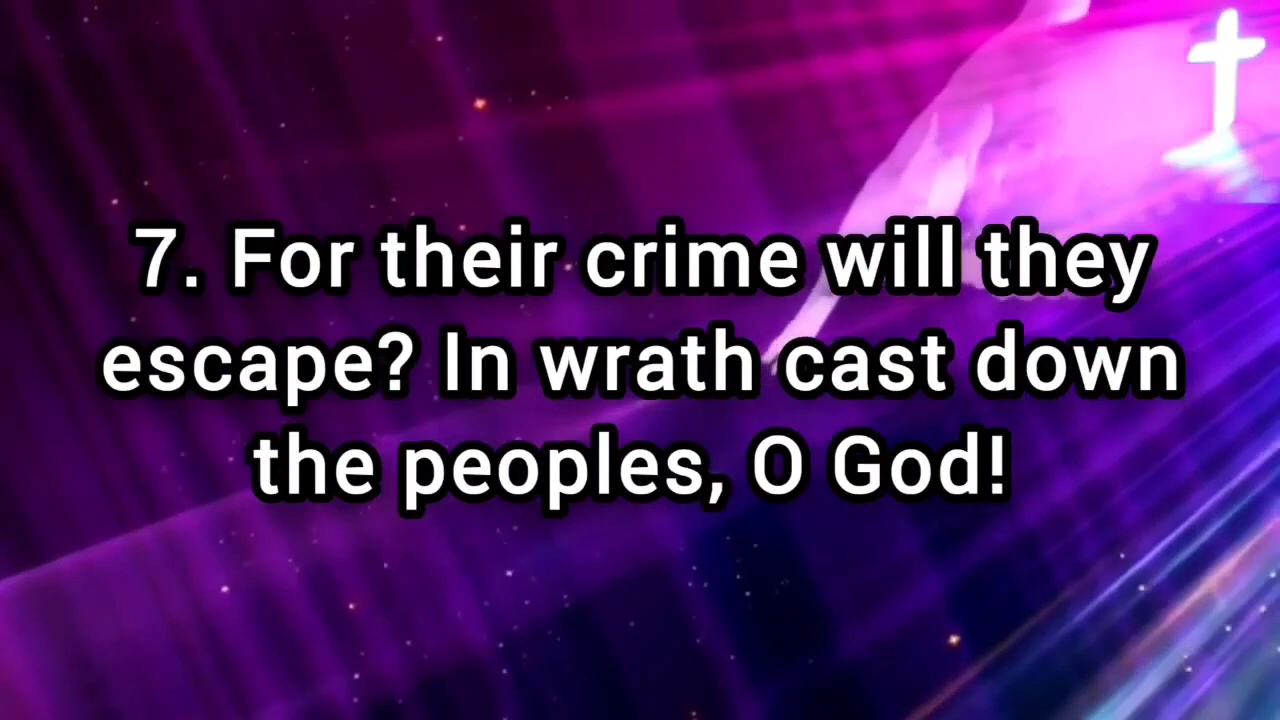 7. For their crime will they
escape? In wrath cast down
the peoples, O God!